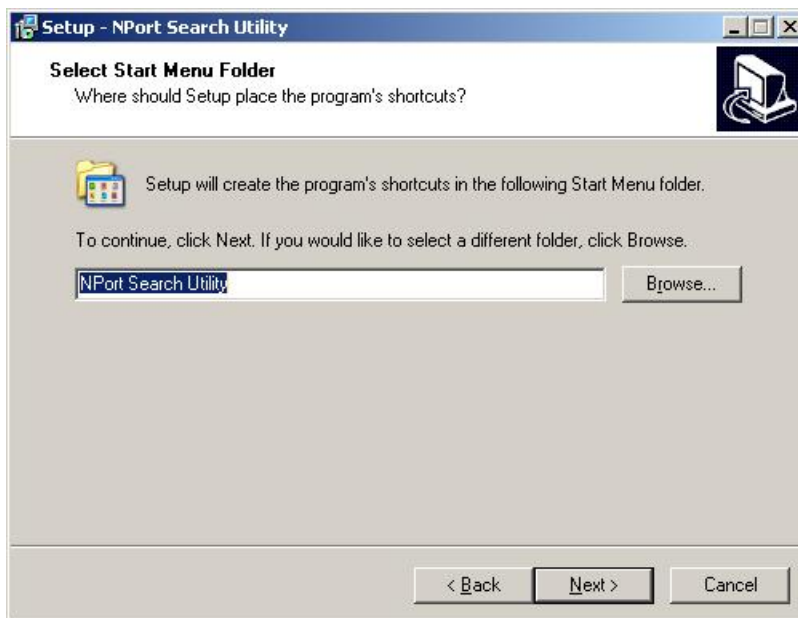 Setup - NPort Search Utility
Select Start Menu Folder
Where should Setup place the program's shortcuts?
Setup will create the program's shortcuts in the following Start Menu folder.
To continue, click Next. If you would like to select a different folder, click Browse.
NPort Search Utility
Browse...
< Back
Next >
Cancel